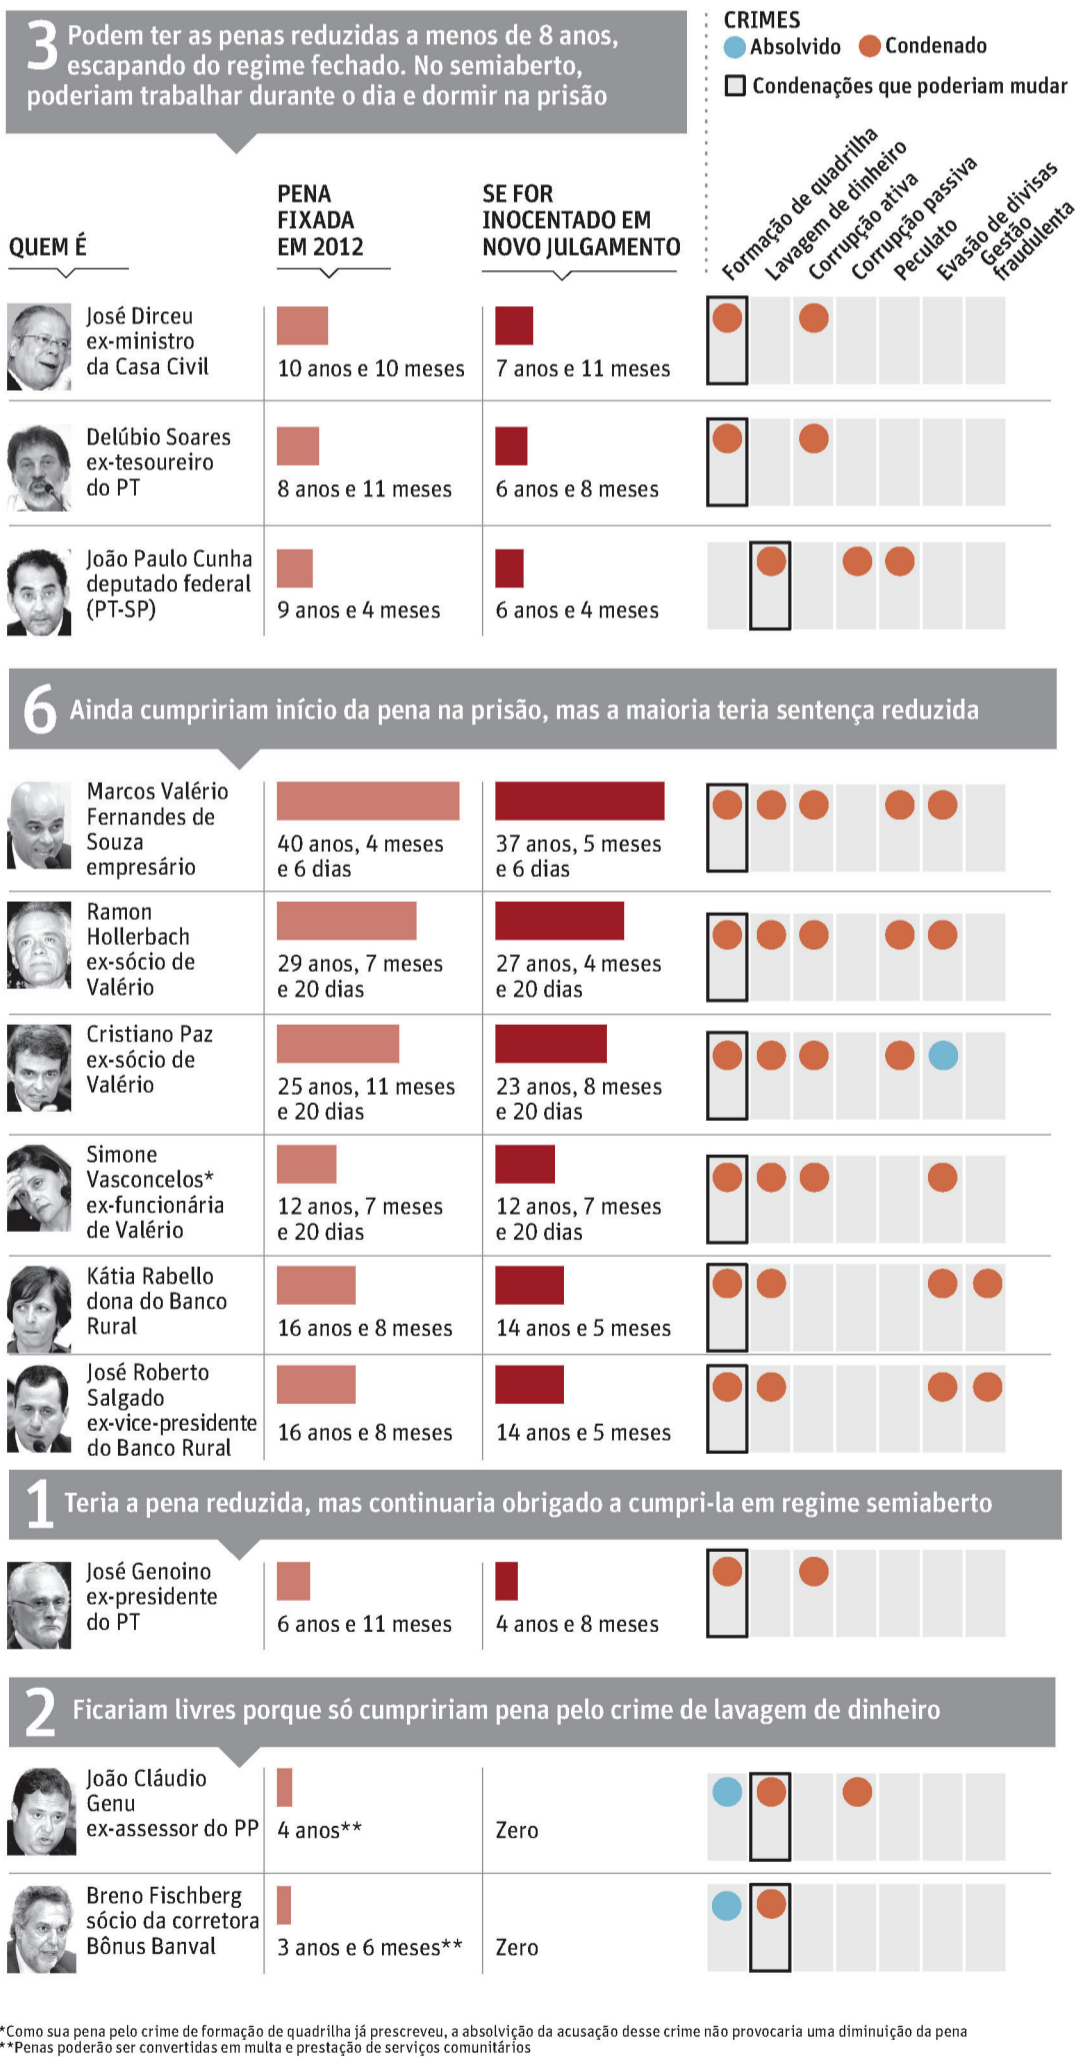 3 Podem ter as penas reduzidas a menos de 8 anos,
escapando do regime fechado. No semiaberto,
poderiam trabalhar durante o dia e dormir na prisão
CRIMES
Absolvido
Condenado
Condenações que poderiam mudar
QUEM É
PENA
FIXADA
EM 2012
SE FOR
INOCENTADO EM
NOVO JULGAMENTO
Formação de quadrilha
Lavagem de dinheiro
Corrupção ativa
Corrupção passiva
Peculato
Evasão de divisas
Gestão
fraudulenta
José Dirceu
ex-ministro
da Casa Civil
10 anos e 10 meses
7 anos e 11 meses
Delúbio Soares
ex-tesoureiro
do PT
8 anos e 11 meses
6 anos e 8 meses
João Paulo Cunha
deputado federal
(PT-SP)
9 anos e 4 meses
6 anos e 4 meses
6 Ainda cumpririam início da pena na prisão, mas a maioria teria sentença reduzida
Marcos Valério
Fernandes de
Souza
empresário
40 anos, 4 meses
e 6 dias
37 anos, 5 meses
e 6 dias
Ramon
Hollerbach
ex-sócio de
Valério
29 anos, 7 meses
e 20 dias
27 anos, 4 meses
e 20 dias
Cristiano Paz
ex-sócio de
Valério
25 anos, 11 meses
e 20 dias
23 anos, 8 meses
e 20 dias
Simone
Vasconcelos*
ex-funcionária
de Valério
12 anos, 7 meses
e 20 dias
12 anos, 7 meses
e 20 dias
Kátia Rabello
dona do Banco
Rural
16 anos e 8 meses
14 anos e 5 meses
José Roberto
Salgado
ex-vice-presidente
do Banco Rural
16 anos e 8 meses
14 anos e 5 meses
1 Teria a pena reduzida, mas continuaria obrigado a cumpri-la em regime semiaberto
José Genoino
ex-presidente
do PT
6 anos e 11 meses
4 anos e 8 meses
2 Ficariam livres porque só cumpririam pena pelo crime de lavagem de dinheiro
João Cláudio
Genu
ex-assessor do PP
4 anos**
Zero
Breno Fischberg
sócio da corretora
Bônus Banval
3 anos e 6 meses**
Zero
*Como sua pena pelo crime de formação de quadrilha já prescreveu, a absolvição da acusação desse crime não provocaria uma diminuição da pena
**Penas poderão ser convertidas em multa e prestação de serviços comunitários